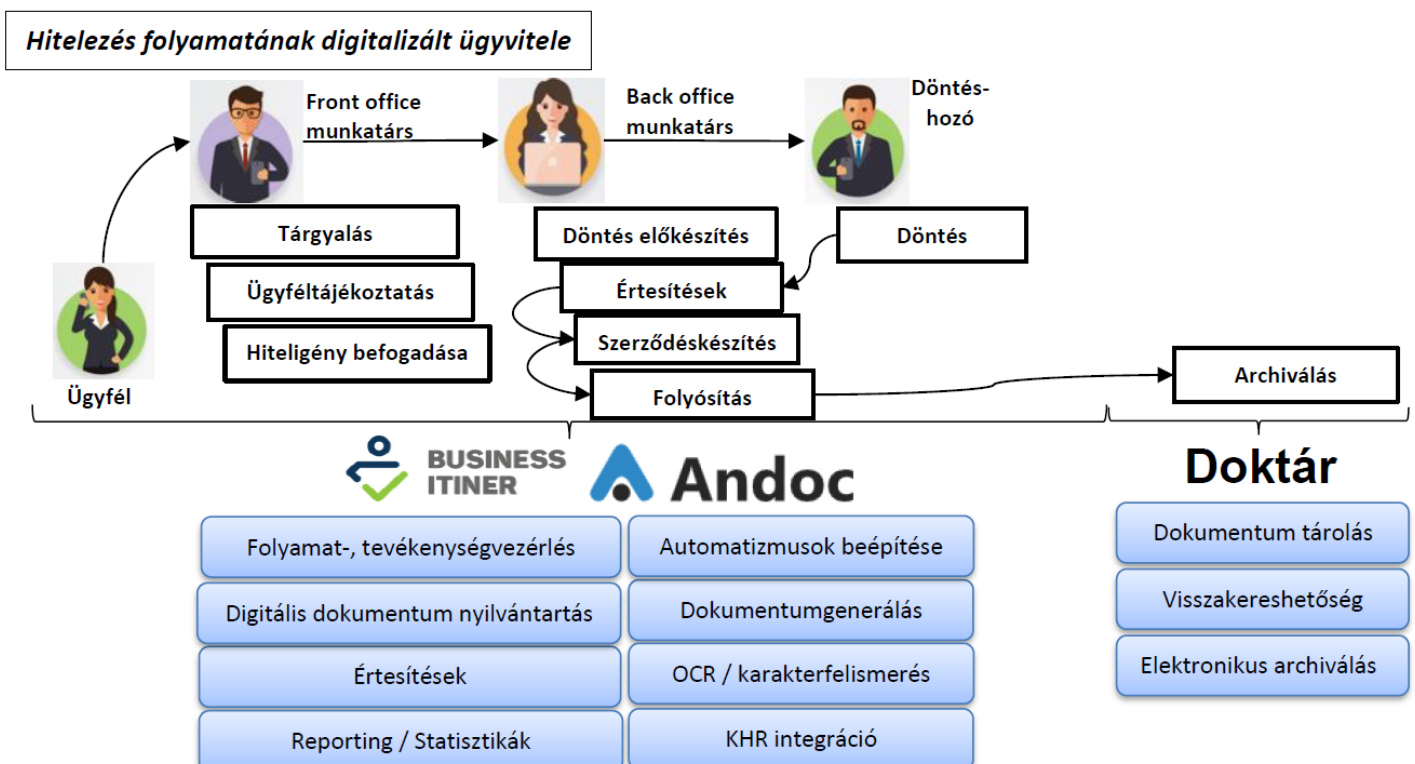 Hitelezés folyamatának digitalizált ügyvitele
Front office
munkatárs
Back office
munkatárs
Döntés-
hozó
Tárgyalás
Ügyféltájékoztatás
Hiteligény befogadása
Döntés előkészítés
Értesítések
Szerződéskészítés
Folyósítás
Döntés
Archiválás
Ügyfél
BUSINESS
ITINER
Andoc
Doktár
Folyamat-, tevékenységvezérlés
Digitális dokumentum nyilvántartás
Értesítések
Reporting / Statisztikák
Automatizmusok beépítése
Dokumentumgenerálás
OCR / karakterfelismerés
KHR integráció
Dokumentum tárolás
Visszakereshetőség
Elektronikus archiválás